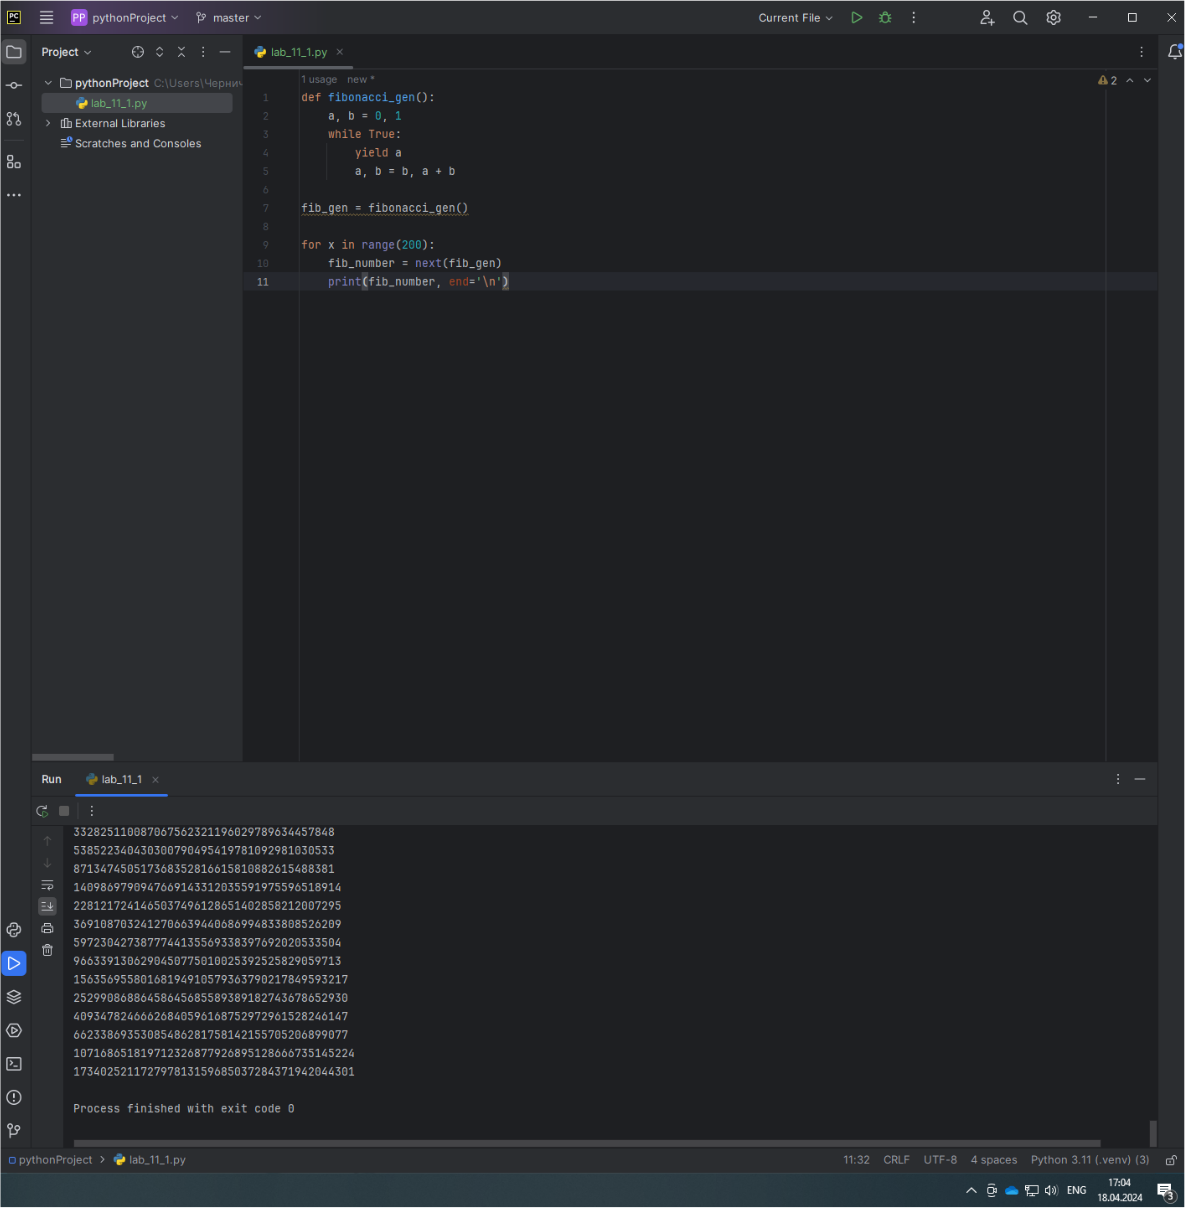 PC PP pythonProject master Current File
Project
lab_11_1.py
pythonProject C:\Users\Чернич
lab_11_1.py
External Libraries
Scratches and Consoles
1 usage new *
2
1 def fibonacci_gen():
2 a, b = 0, 1
3 while True:
4 yield a
5 a, b = b, a + b
6
7 fib_gen = fibonacci_gen()
8
9 for x in range(200):
10 fib_number = next(fib_gen)
11 print(fib_number, end='\n')
Run lab_11_1
332825110087067562321196029789634457848
538522340430300790495419781092981030533
871347450517368352816615810882615488381
1409869790947669143312035591975596518914
2281217241465037496128651402858212007295
3691087032412706639440686994833808526209
5972304273877744135569338397692020533504
9663391306290450775010025392525829059713
15635695580168194910579363790217849593217
25299086886458645685589389182743678652930
40934782466626840596168752972961528246147
66233869353085486281758142155705206899077
107168651819712326877926895128666735145224
173402521172797813159685037284371942044301
Process finished with exit code 0
pythonProject > lab_11_1.py 11:32 CRLF UTF-8 4 spaces Python 3.11 (.venv) (3)
ENG 17:04
18.04.2024
3